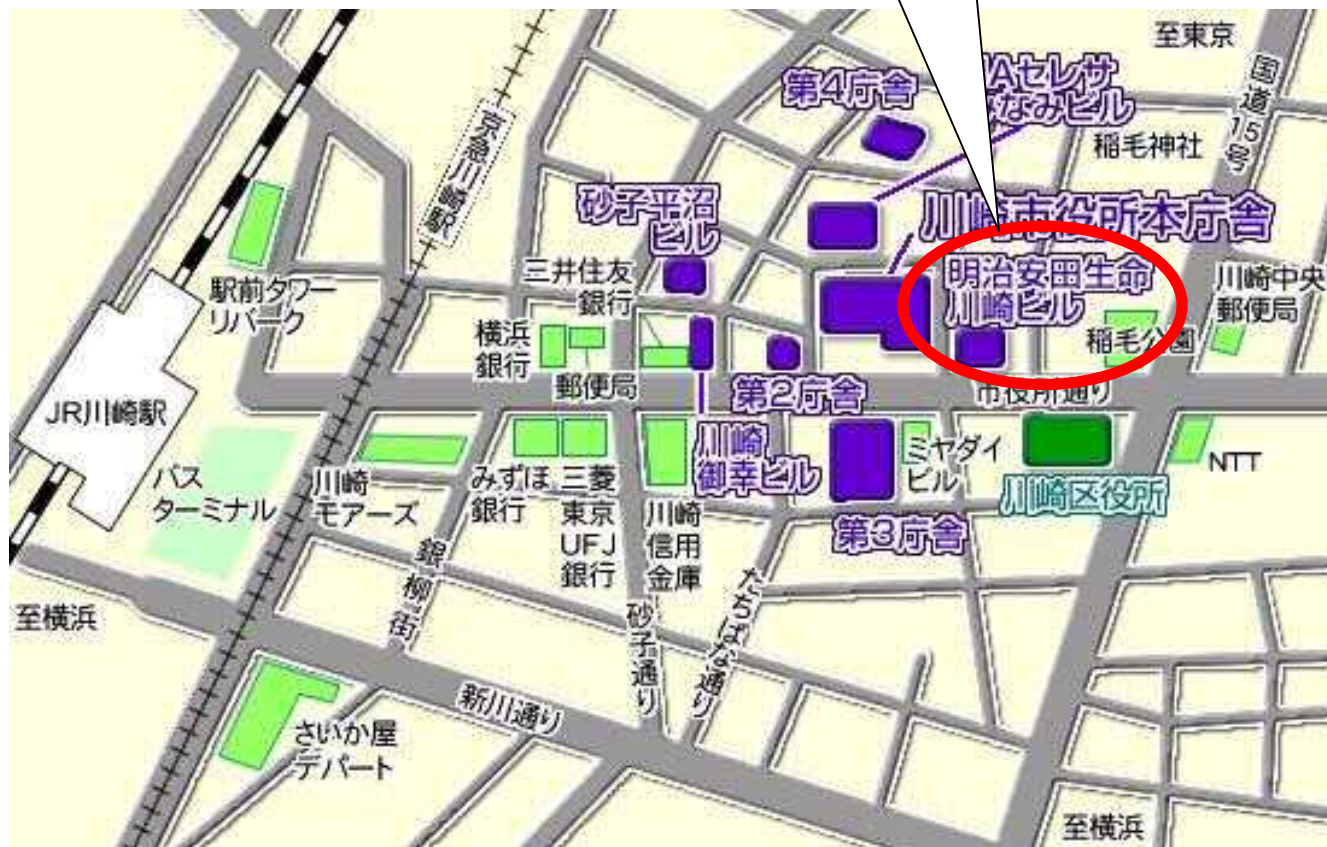 至東京
国道15号
第4庁舎
Aセレサ
なみビル
稲毛神社
京急川崎駅
砂子平沼
ビル
川崎市役所本庁舎
明治安田生命
川崎ビル
川崎中央
郵便局
駅前タワー
リバーク
三井住友
銀行
横浜
銀行
郵便局
稲毛公園
第2庁舎
市役所通り
JR川崎駅
バス
ターミナル
川崎
モアーズ
みずほ
銀行
三菱
東京
UFJ
銀行
川崎
信用
金庫
川崎
御幸ビル
第3庁舎
ミヤダイ
ビル
川崎区役所
NTT
至横浜
銀柳街
砂子通り
たちばな通り
新川通り
さいか屋
デパート
至横浜